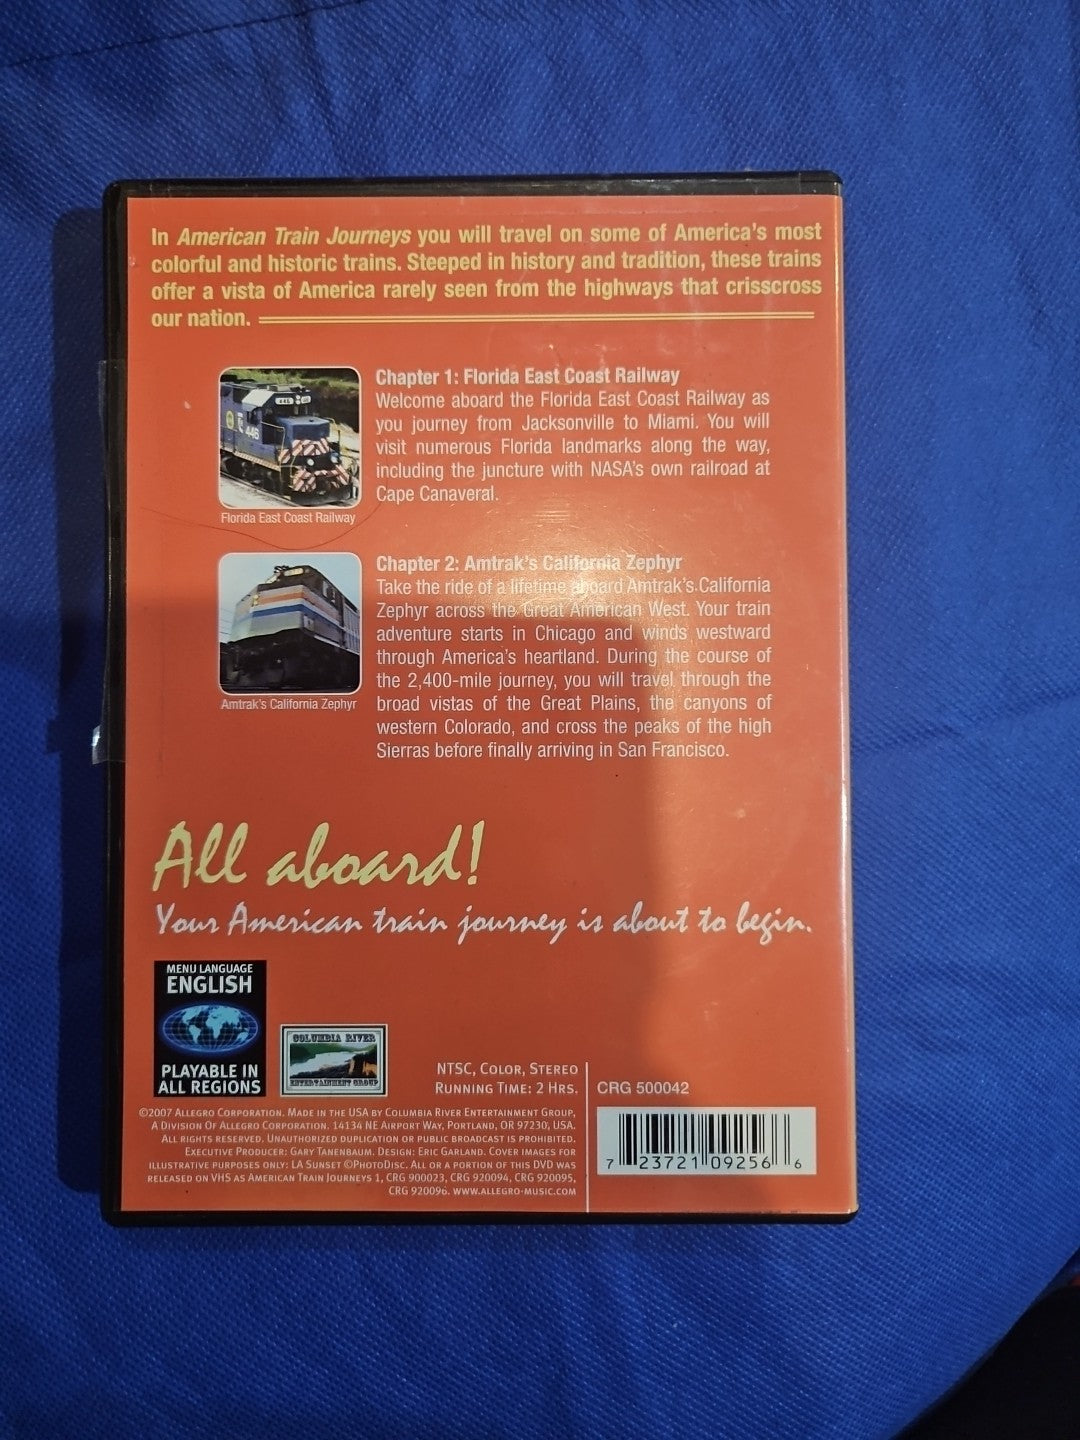 In American Train Journeys you will travel on some of America's most
colorful and historic trains. Steeped in history and tradition, these trains
offer a vista of America rarely seen from the highways that crisscross
our nation.
Chapter 1: Florida East Coast Railway
Welcome aboard the Florida East Coast Railway as
you journey from Jacksonville to Miami. You will
visit numerous Florida landmarks along the way,
including the juncture with NASA's own railroad at
Cape Canaveral.
446
Florida East Coast Railway
Chapter 2: Amtrak's California Zephyr
Take the ride of a lifetime aboard Amtrak's California
Zephyr across the Great American West. Your train
adventure starts in Chicago and winds westward
through America's heartland. During the course of
the 2,400-mile journey, you will travel through the
broad vistas of the Great Plains, the canyons of
western Colorado, and cross the peaks of the high
Sierras before finally arriving in San Francisco.
Amtrak's California Zephyr
All aboard!
Your American train journey is about to begin.
MENU LANGUAGE
ENGLISH
PLAYABLE IN
ALL REGIONS
COLUMBIA RIVER
ENTERTAINMENT GROUP
NTSC, COLOR, STEREO
RUNNING TIME: 2 HRS.
©2007 ALLEGRO CORPORATION. MADE IN THE USA BY COLUMBIA RIVER ENTERTAINMENT GROUP,
A DIVISION OF ALLEGRO CORPORATION. 14134 NE AIRPORT WAY, PORTLAND, OR 97230, USA.
ALL RIGHTS RESERVED. UNAUTHORIZED DUPLICATION OR PUBLIC BROADCAST IS PROHIBITED.
EXECUTIVE PRODUCER: GARY TANENBAUM. DESIGN: ERIC GARLAND. COVER IMAGES FOR
ILLUSTRATIVE PURPOSES ONLY: LA SUNSET ©PHOTODISC. ALL OR A PORTION OF THIS DVD WAS
RELEASED ON VHS AS AMERICAN TRAIN JOURNEYS 1, CRG 900023, CRG 920094, CRG 920095,
CRG 920096. WWW.ALLEGRO-MUSIC.COM
CRG 500042
7 23721 09256 6